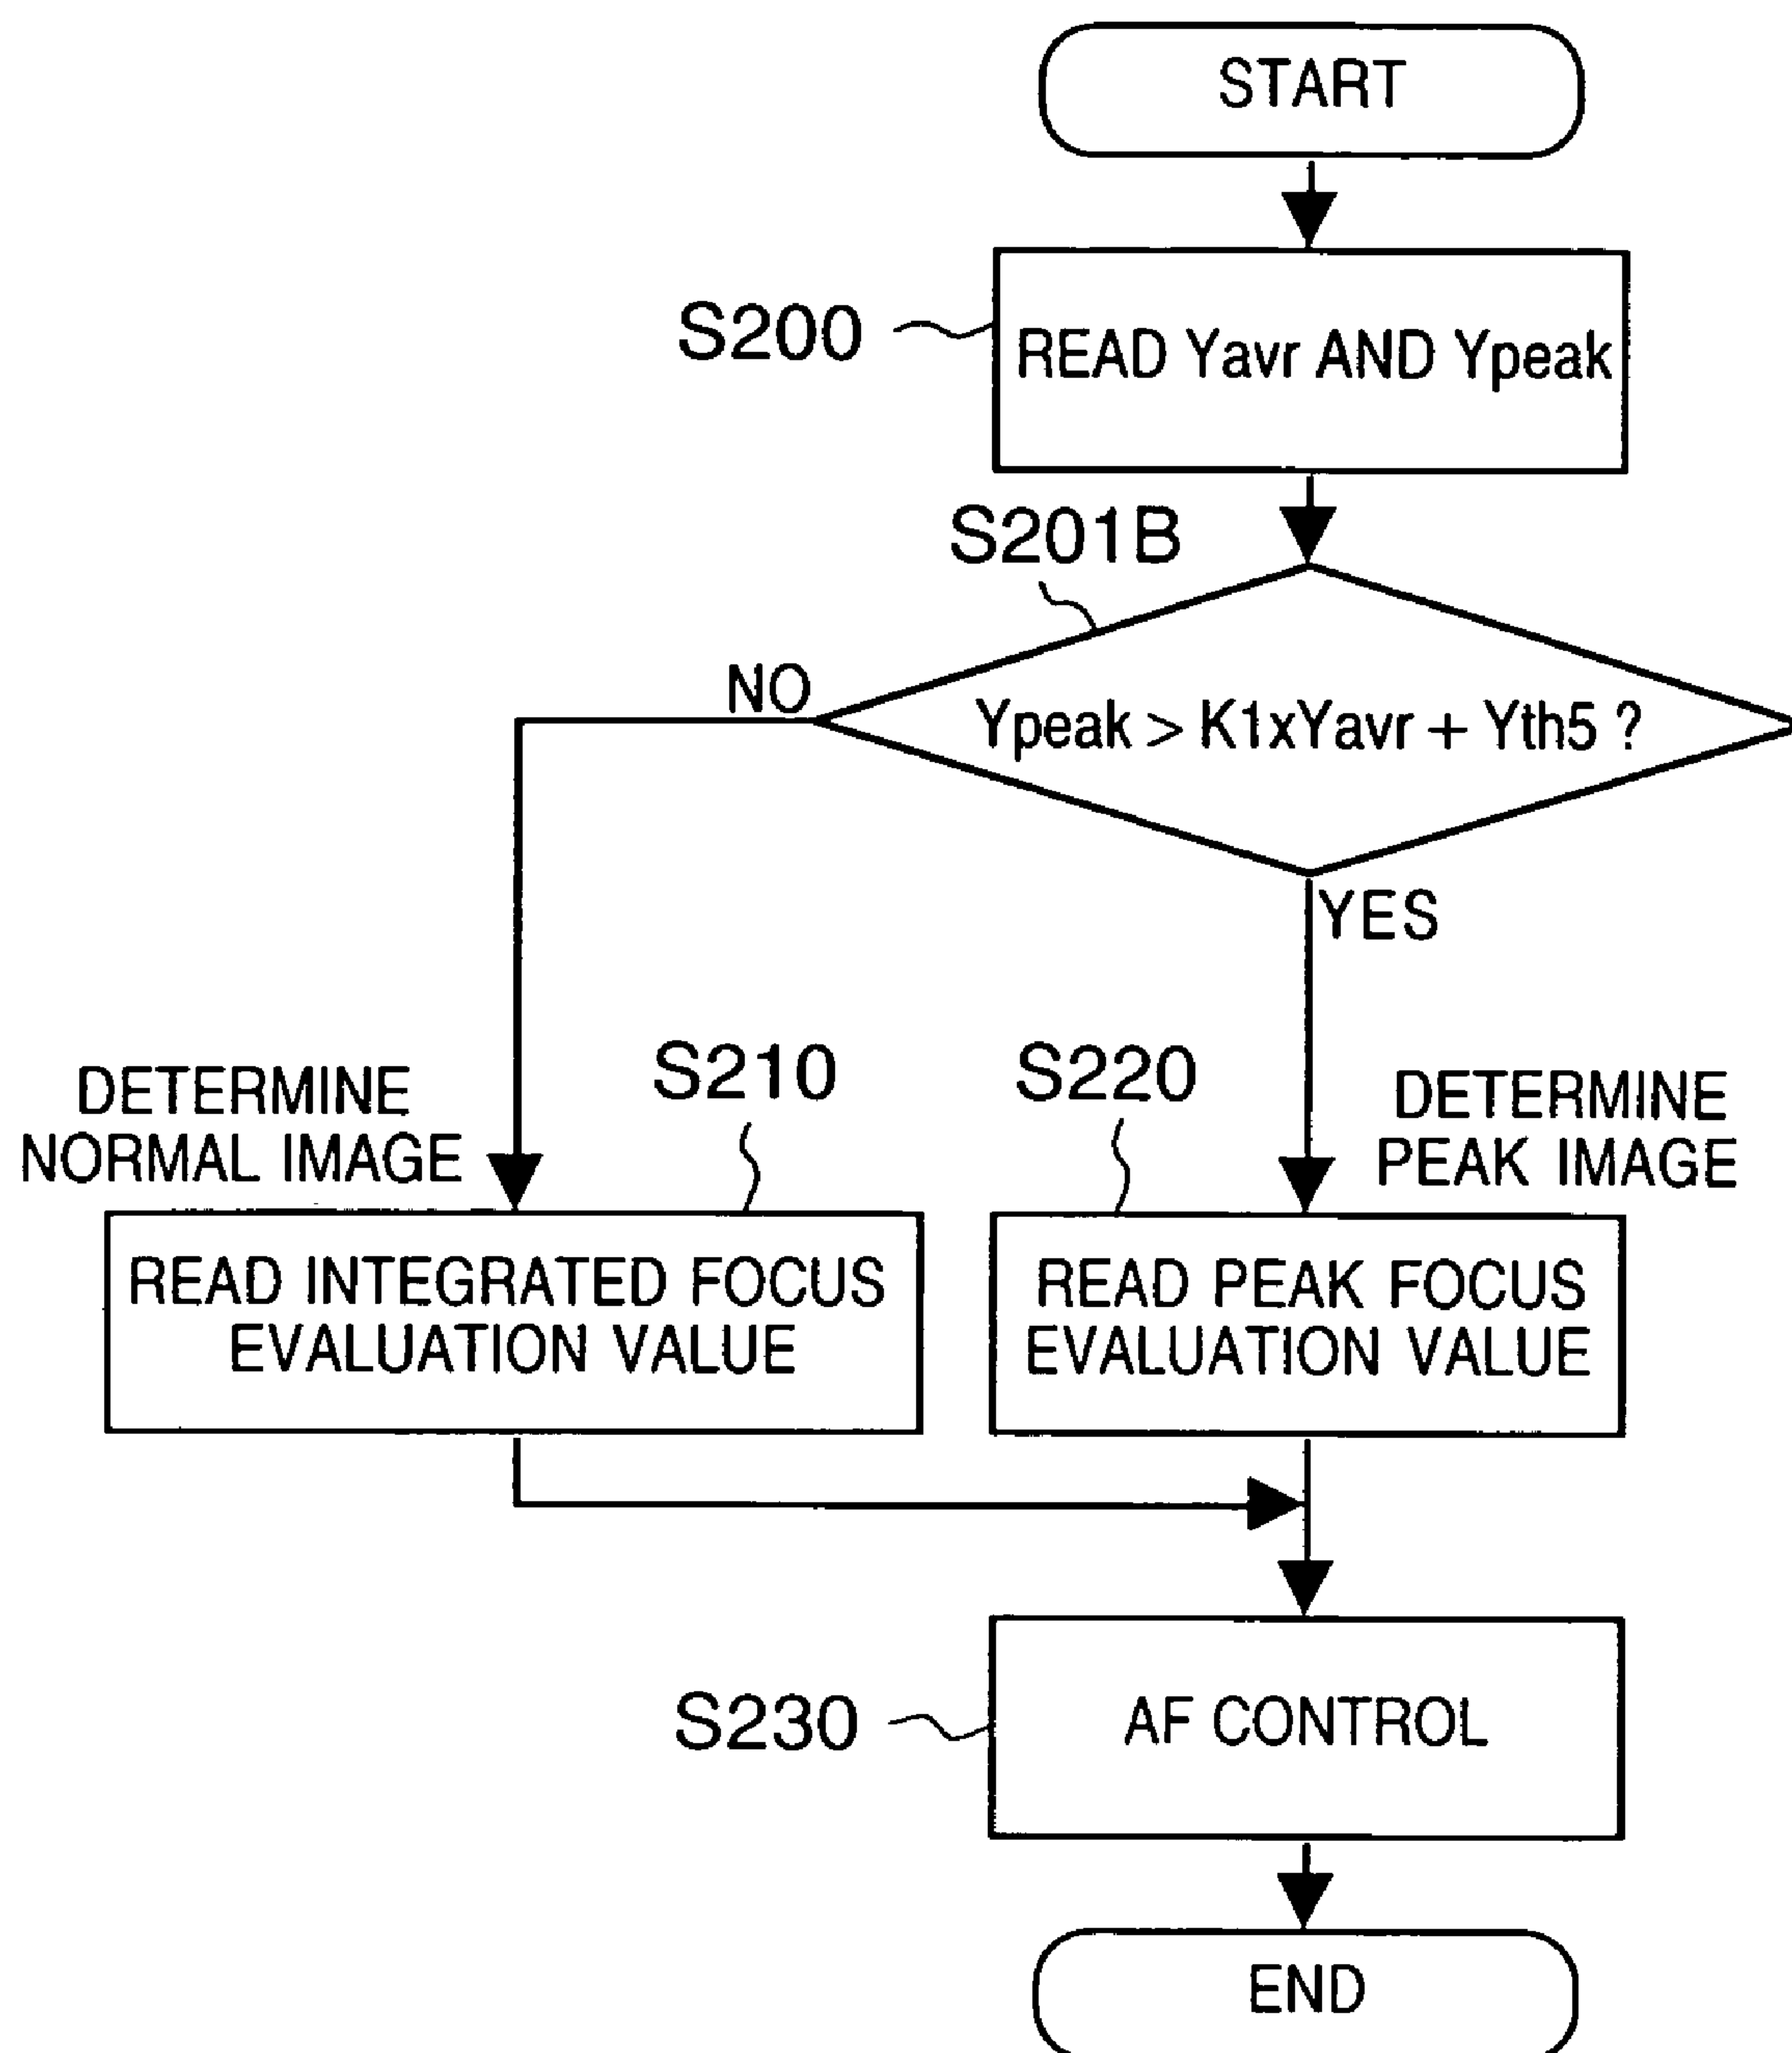 START
S200
READ Yavr AND Ypeak
S201B
NO
Ypeak > K1xYavr + Yth5 ?
YES
DETERMINE
NORMAL IMAGE
S210
S220
DETERMINE
PEAK IMAGE
READ INTEGRATED FOCUS
EVALUATION VALUE
READ PEAK FOCUS
EVALUATION VALUE
S230
AF CONTROL
END